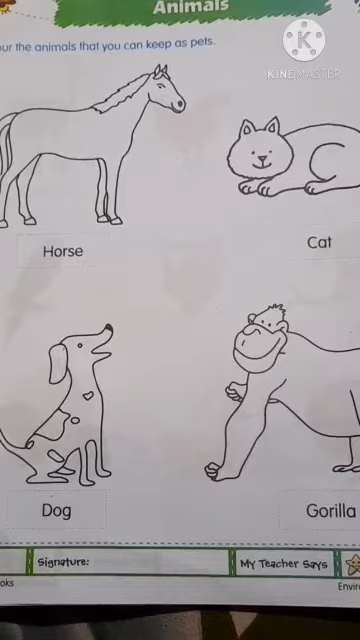 Animals
our the animals that you can keep as pets.
K
KINEMASTER
Horse
Cat
Dog
Gorilla
Signature:
My Teacher Says
oks
Envir